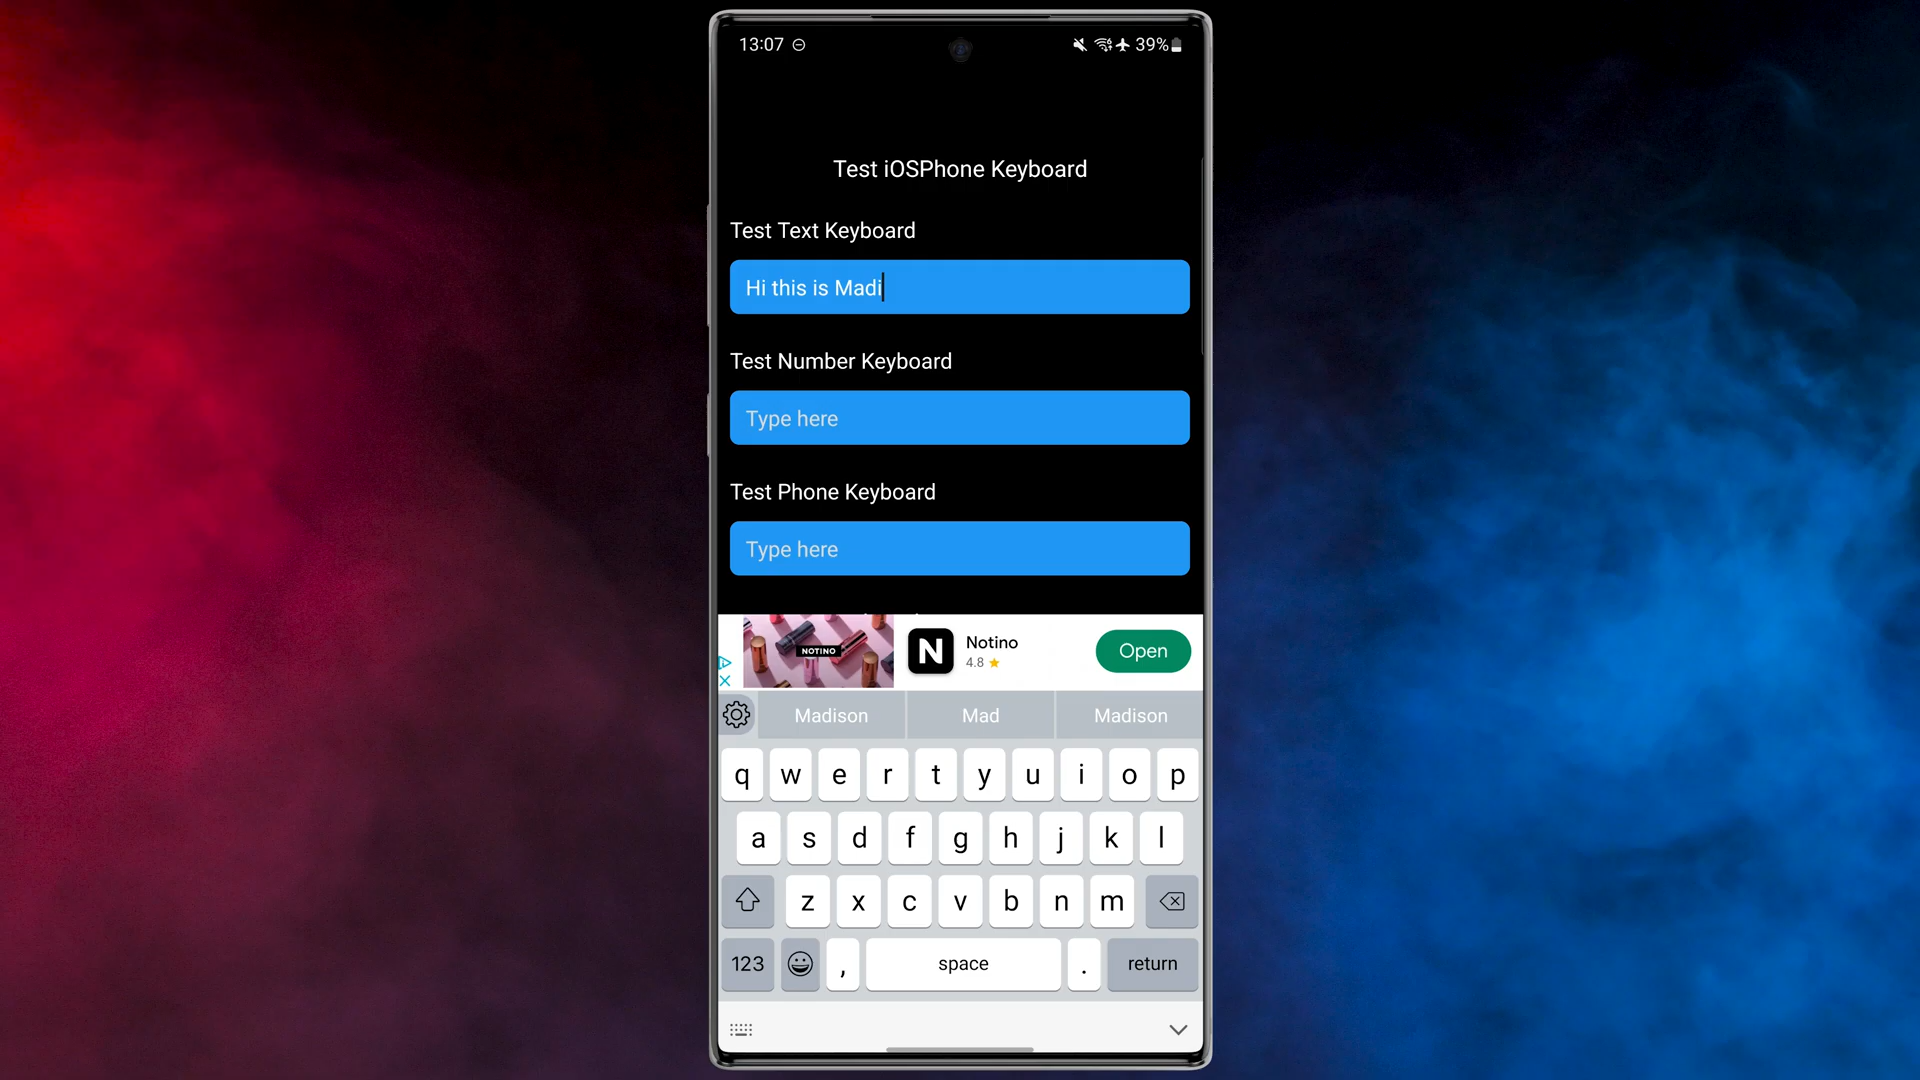 13:07
39%
Test iOSPhone Keyboard
Test Text Keyboard
Hi this is Madi
Test Number Keyboard
Type here
Test Phone Keyboard
Type here
NOTINO
N
Notino
4.8
Open
Madison Mad Madison
q w e r t y u i o p
a s d f g h j k l
z x c v b n m
123 , space . return